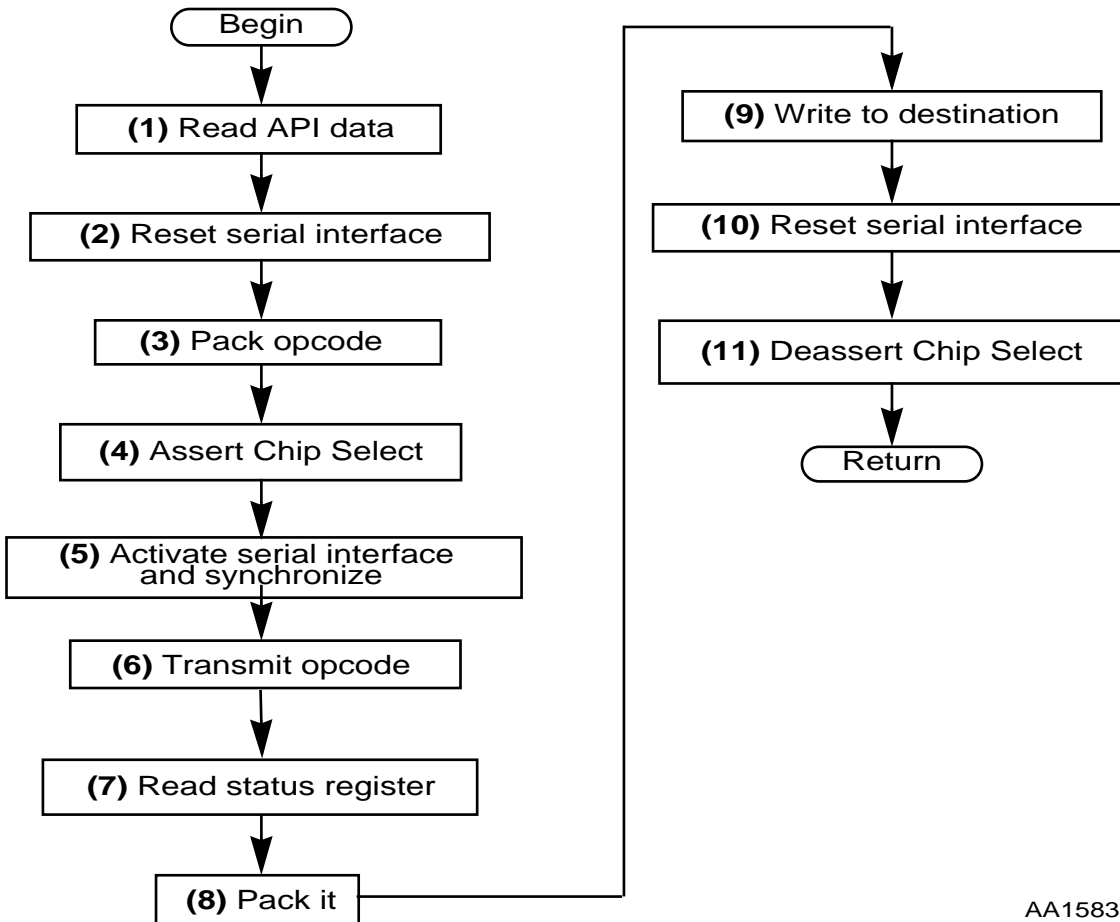 Begin
(1) Read API data
(2) Reset serial interface
(3) Pack opcode
(4) Assert Chip Select
(5) Activate serial interface
and synchronize
(6) Transmit opcode
(7) Read status register
(8) Pack it
(9) Write to destination
(10) Reset serial interface
(11) Deassert Chip Select
Return
AA1583